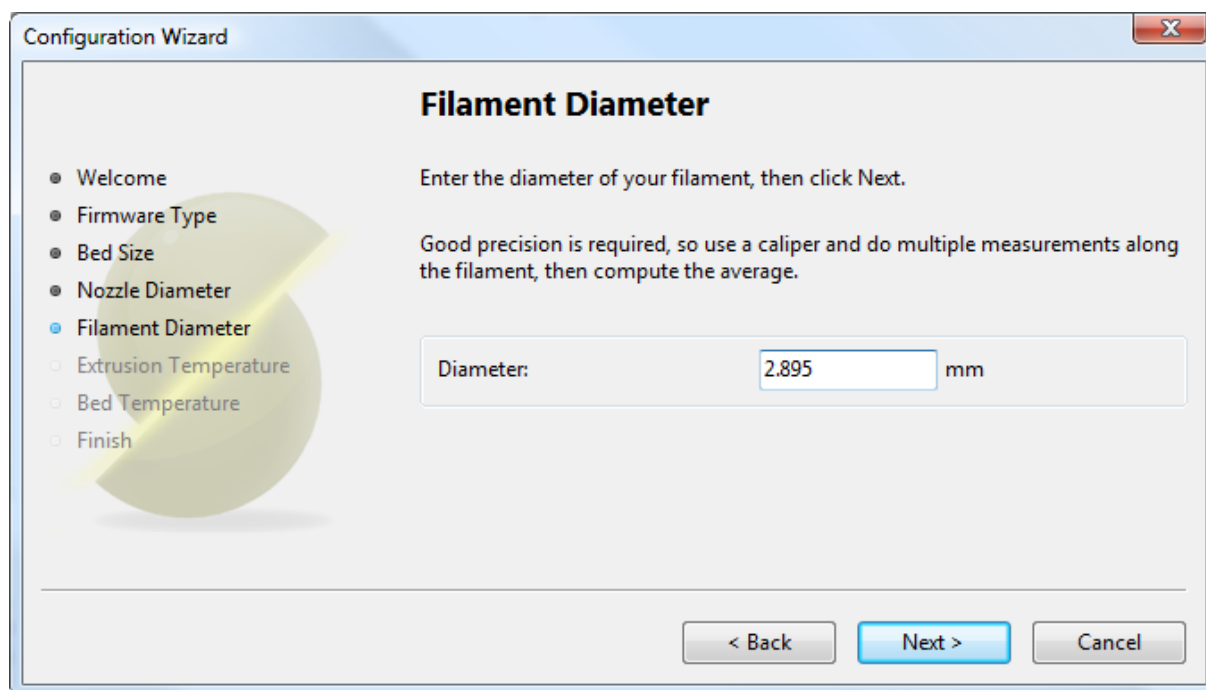 Configuration Wizard
X
Filament Diameter
Welcome
Firmware Type
Bed Size
Nozzle Diameter
Filament Diameter
Extrusion Temperature
Bed Temperature
Finish
Enter the diameter of your filament, then click Next.
Good precision is required, so use a caliper and do multiple measurements along
the filament, then compute the average.
Diameter: 2.895 mm
< Back Next > Cancel